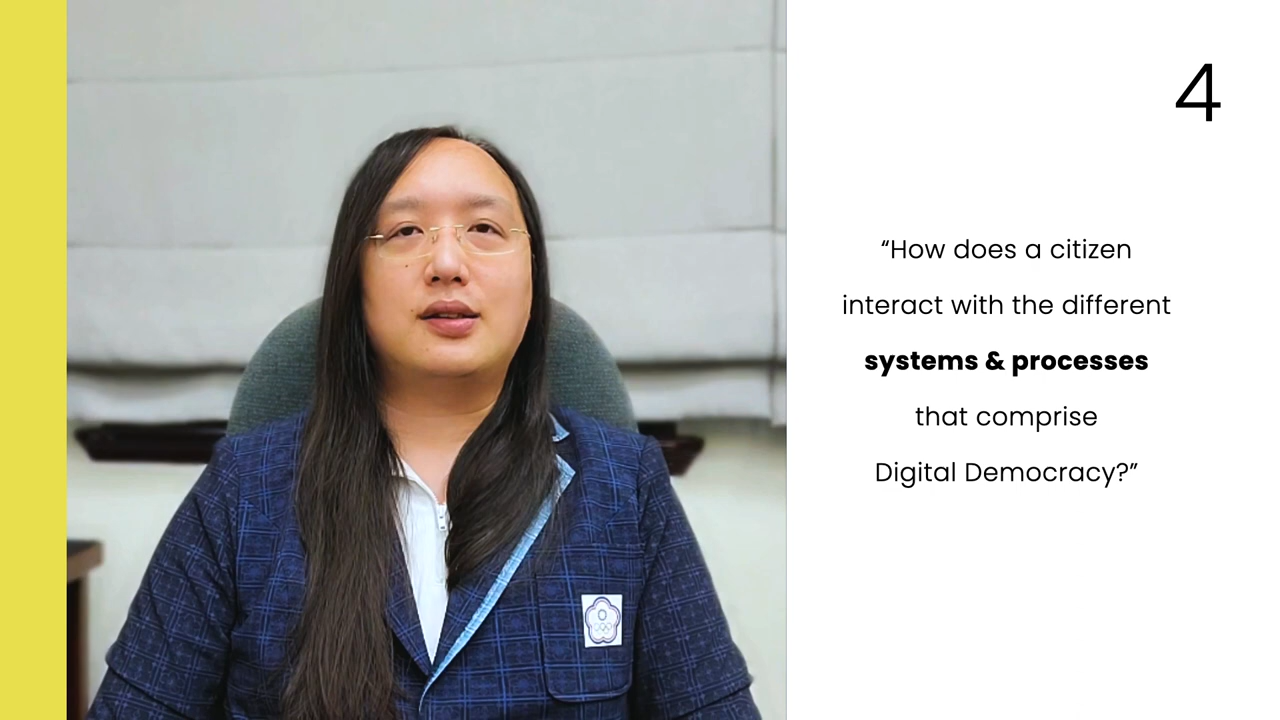 4
“How does a citizen
interact with the different
systems & processes
that comprise
Digital Democracy?”